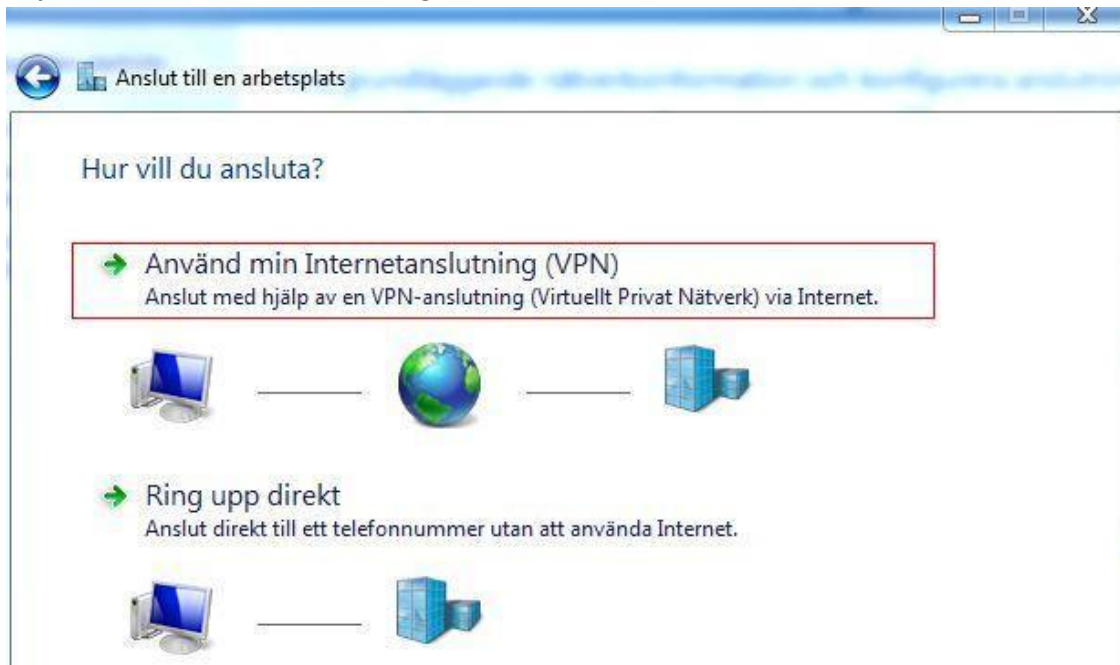 Anslut till en arbetsplats
Hur vill du ansluta?
Använd min Internetanslutning (VPN)
Anslut med hjälp av en VPN-anslutning (Virtuellt Privat Nätverk) via Internet.
Ring upp direkt
Anslut direkt till ett telefonnummer utan att använda Internet.